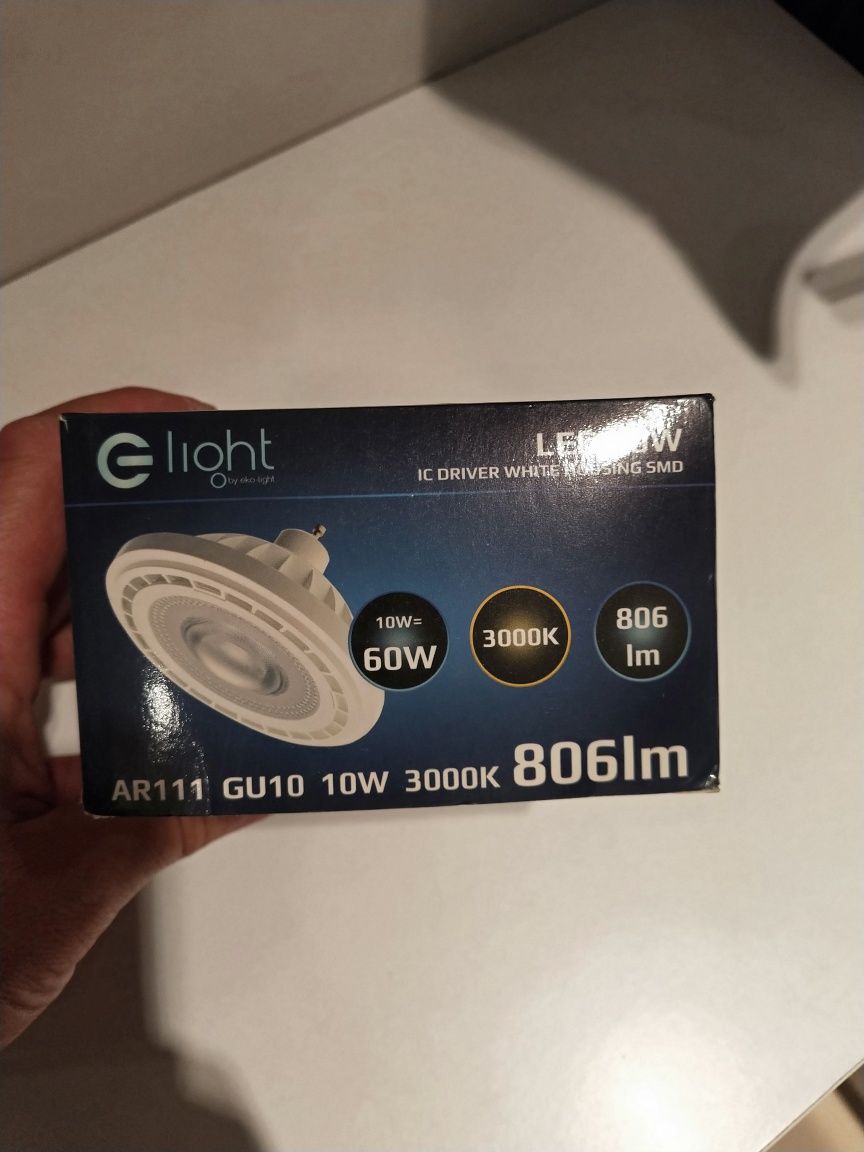 light
by eko-light
IC DRIVER WHITE SMD
10W=
60W
3000K
806
lm
AR111 GU10 10W 3000K 806lm